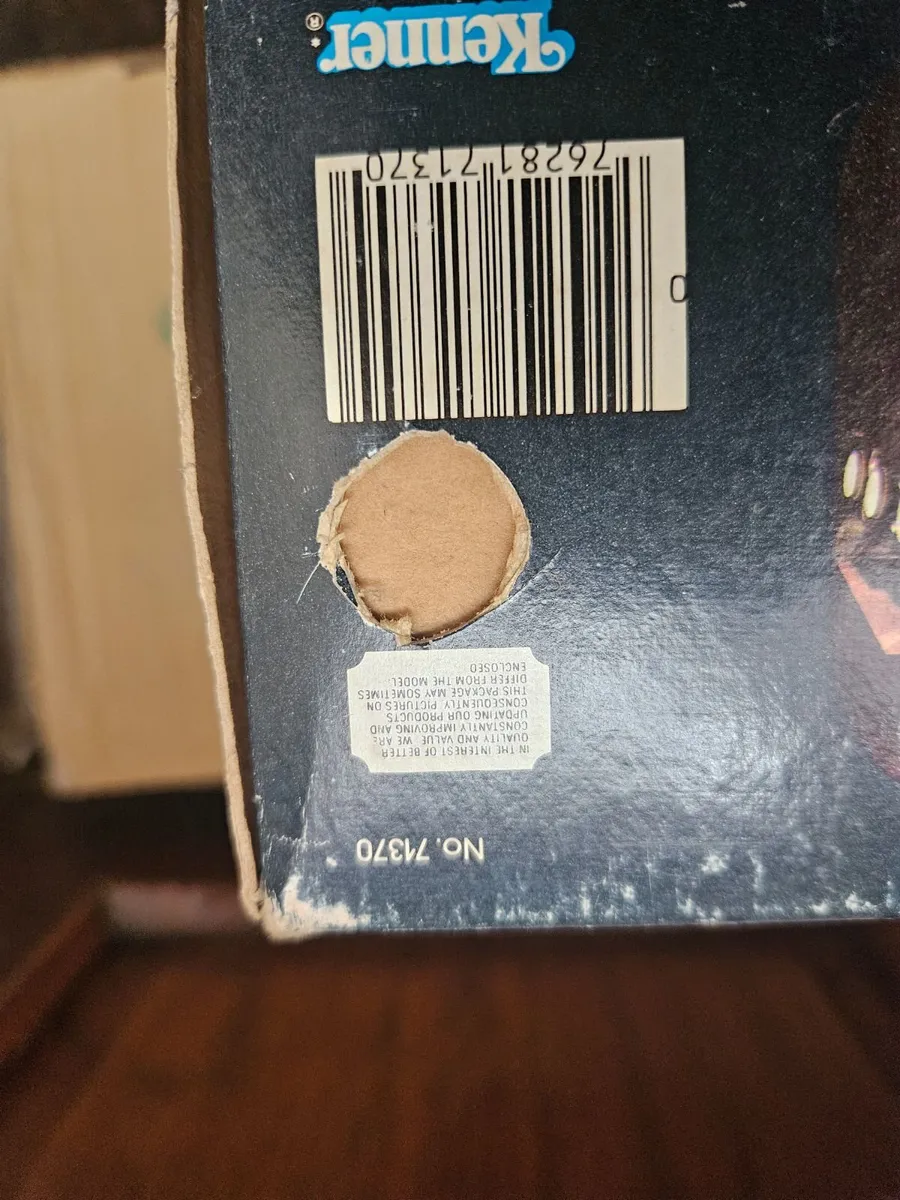 No. 71370
IN THE INTEREST OF BETTER
QUALITY AND VALUE WE ARE
CONSTANTLY IMPROVING AND
UPDATING OUR PRODUCTS
CONSEQUENTLY, PICTURES ON
THIS PACKAGE MAY SOMETIMES
DIFFER FROM THE MODEL.
ENCLOSED
0
76281 71370
Kenner®*